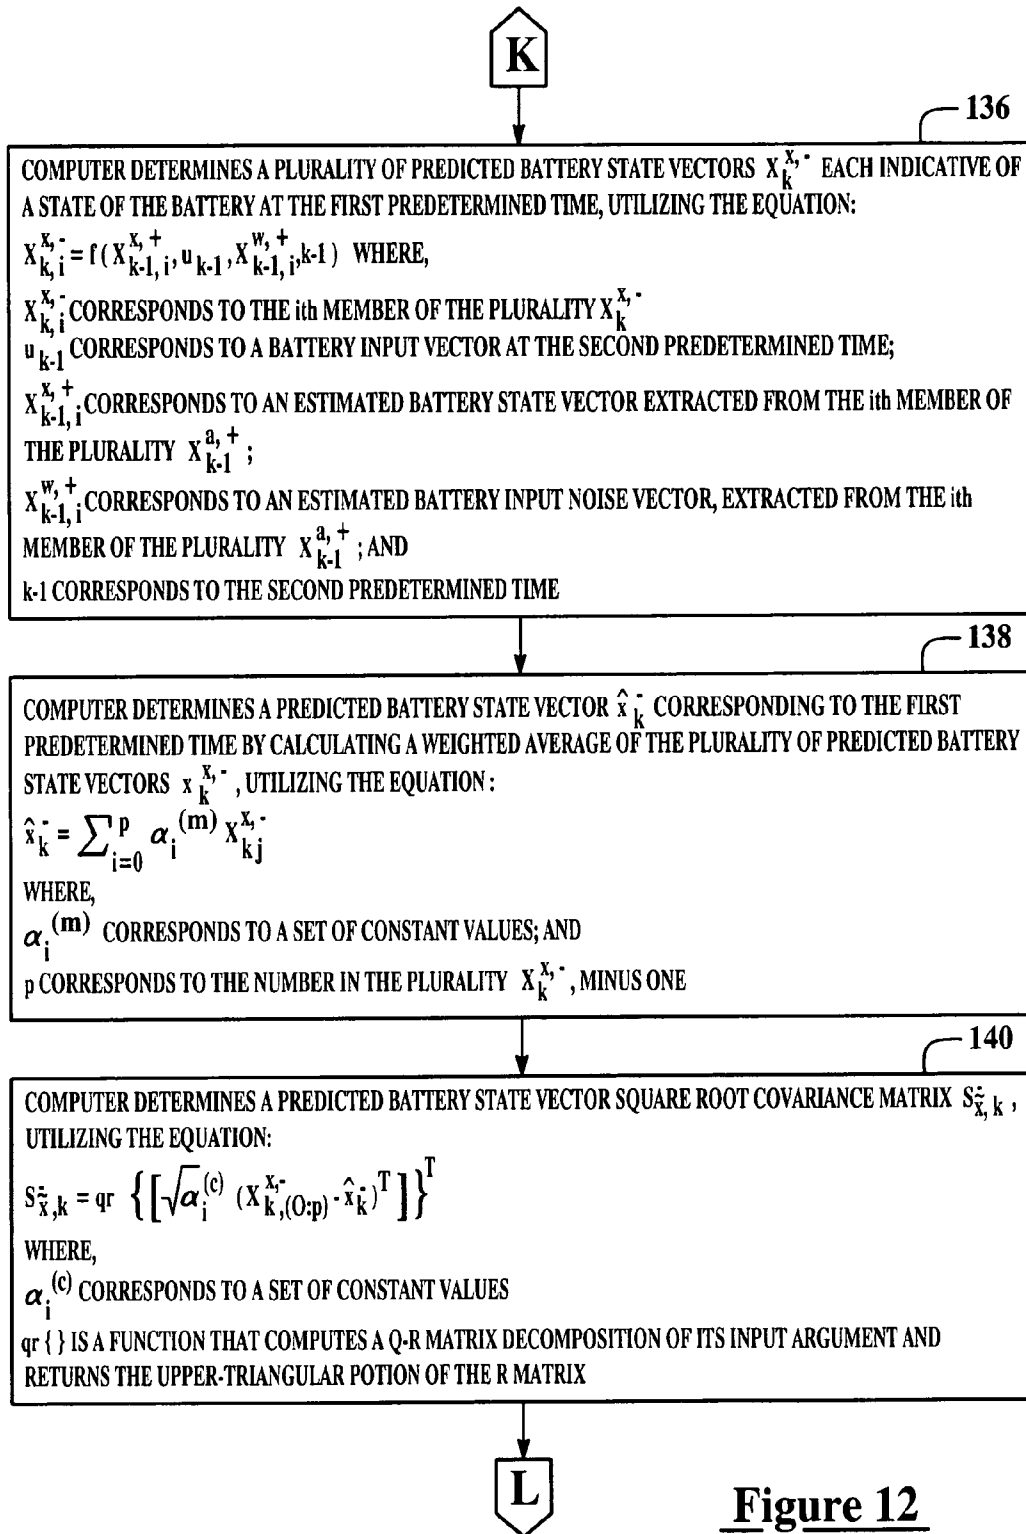 K
136
COMPUTER DETERMINES A PLURALITY OF PREDICTED BATTERY STATE VECTORS X_k^{x,-} EACH INDICATIVE OF
A STATE OF THE BATTERY AT THE FIRST PREDETERMINED TIME, UTILIZING THE EQUATION:
X_{k,i}^{x,-} = f(X_{k-1,i}^{x,+}, u_{k-1}, X_{k-1,i}^{w,+}, k-1) WHERE,
X_{k,i}^{x,-} CORRESPONDS TO THE ith MEMBER OF THE PLURALITY X_k^{x,-}
u_{k-1} CORRESPONDS TO A BATTERY INPUT VECTOR AT THE SECOND PREDETERMINED TIME;
X_{k-1,i}^{x,+} CORRESPONDS TO AN ESTIMATED BATTERY STATE VECTOR EXTRACTED FROM THE ith MEMBER OF
THE PLURALITY X_{k-1}^{a,+} ;
X_{k-1,i}^{w,+} CORRESPONDS TO AN ESTIMATED BATTERY INPUT NOISE VECTOR, EXTRACTED FROM THE ith
MEMBER OF THE PLURALITY X_{k-1}^{a,+} ; AND
k-1 CORRESPONDS TO THE SECOND PREDETERMINED TIME
138
COMPUTER DETERMINES A PREDICTED BATTERY STATE VECTOR x̂_k^- CORRESPONDING TO THE FIRST
PREDETERMINED TIME BY CALCULATING A WEIGHTED AVERAGE OF THE PLURALITY OF PREDICTED BATTERY
STATE VECTORS x_k^{x,-} , UTILIZING THE EQUATION :
x̂_k^- = ∑_{i=0}^p α_i^{(m)} X_{kj}^{x,-}
WHERE,
α_i^{(m)} CORRESPONDS TO A SET OF CONSTANT VALUES; AND
p CORRESPONDS TO THE NUMBER IN THE PLURALITY X_k^{x,-} , MINUS ONE
140
COMPUTER DETERMINES A PREDICTED BATTERY STATE VECTOR SQUARE ROOT COVARIANCE MATRIX S_{x̃,k}^- ,
UTILIZING THE EQUATION:
S_{x̃,k}^- = qr {[√α_i^{(c)} (X_{k,(O:p)}^{x,-} - x̂_k^-)^T]}^T
WHERE,
α_i^{(c)} CORRESPONDS TO A SET OF CONSTANT VALUES
qr { } IS A FUNCTION THAT COMPUTES A Q-R MATRIX DECOMPOSITION OF ITS INPUT ARGUMENT AND
RETURNS THE UPPER-TRIANGULAR POTION OF THE R MATRIX
L
Figure 12